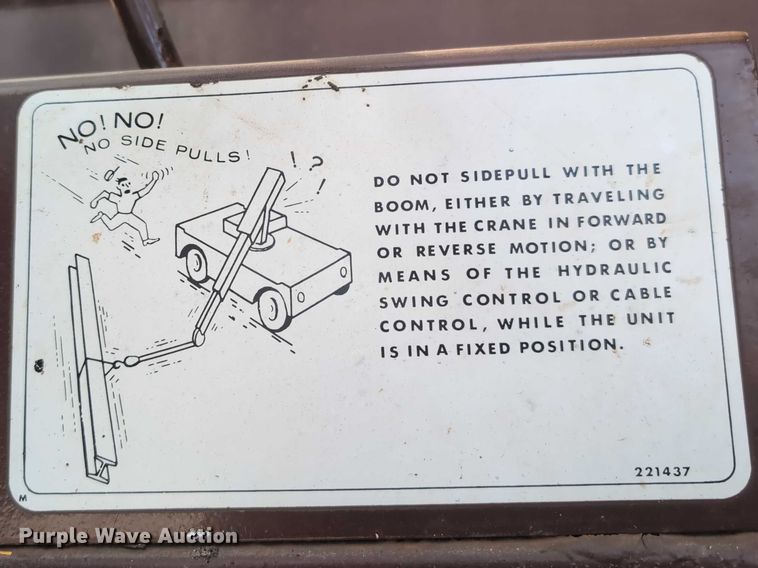 NO! NO!
NO SIDE PULLS!
! ? !
DO NOT SIDEPULL WITH THE
BOOM, EITHER BY TRAVELING
WITH THE CRANE IN FORWARD
OR REVERSE MOTION; OR BY
MEANS OF THE HYDRAULIC
SWING CONTROL OR CABLE
CONTROL, WHILE THE UNIT
IS IN A FIXED POSITION.
221437
M
Purple Wave Auction